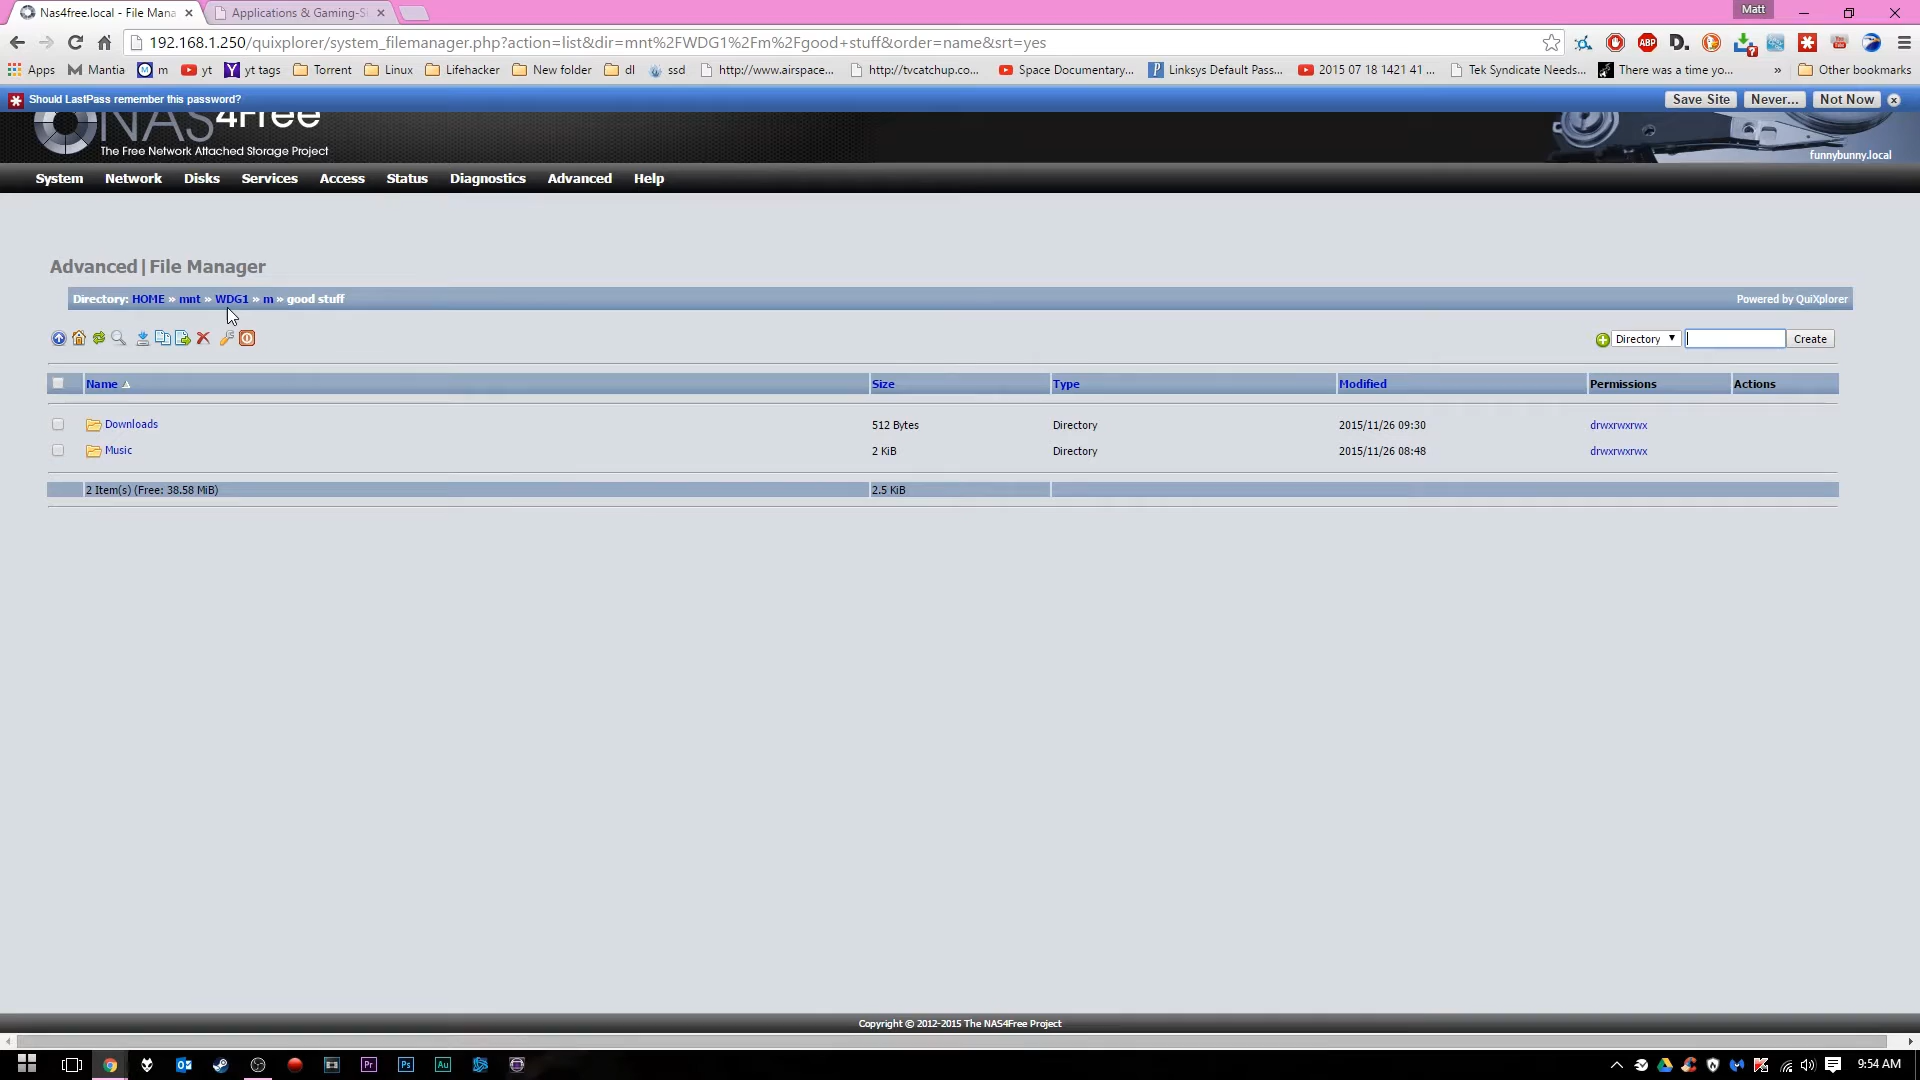 Nas4free.local - File Mana
Applications & Gaming-Si
Matt
192.168.1.250/quixplorer/system_filemanager.php?action=list&dir=mnt%2FWDG1%2Fm%2Fgood+stuff&order=name&srt=yes
Apps Mantia m yt yt tags Torrent Linux Lifehacker New folder dl ssd http://www.airspace... http://tvcatchup.co... Space Documentary... Linksys Default Pass... 2015 07 18 1421 41 ... Tek Syndicate Needs... There was a time yo... » Other bookmarks
Should LastPass remember this password? Save Site Never... Not Now
NAS4Free
The Free Network Attached Storage Project
funnybunny.local
System Network Disks Services Access Status Diagnostics Advanced Help
Advanced|File Manager
Directory: HOME » mnt » WDG1 » m » good stuff Powered by QuiXplorer
Directory Create
Name Size Type Modified Permissions Actions
Downloads 512 Bytes Directory 2015/11/26 09:30 drwxrwxrwx
Music 2 KiB Directory 2015/11/26 08:48 drwxrwxrwx
2 Item(s) (Free: 38.58 MiB) 2.5 KiB
Copyright © 2012-2015 The NAS4Free Project
Pr Ps Au 9:54 AM